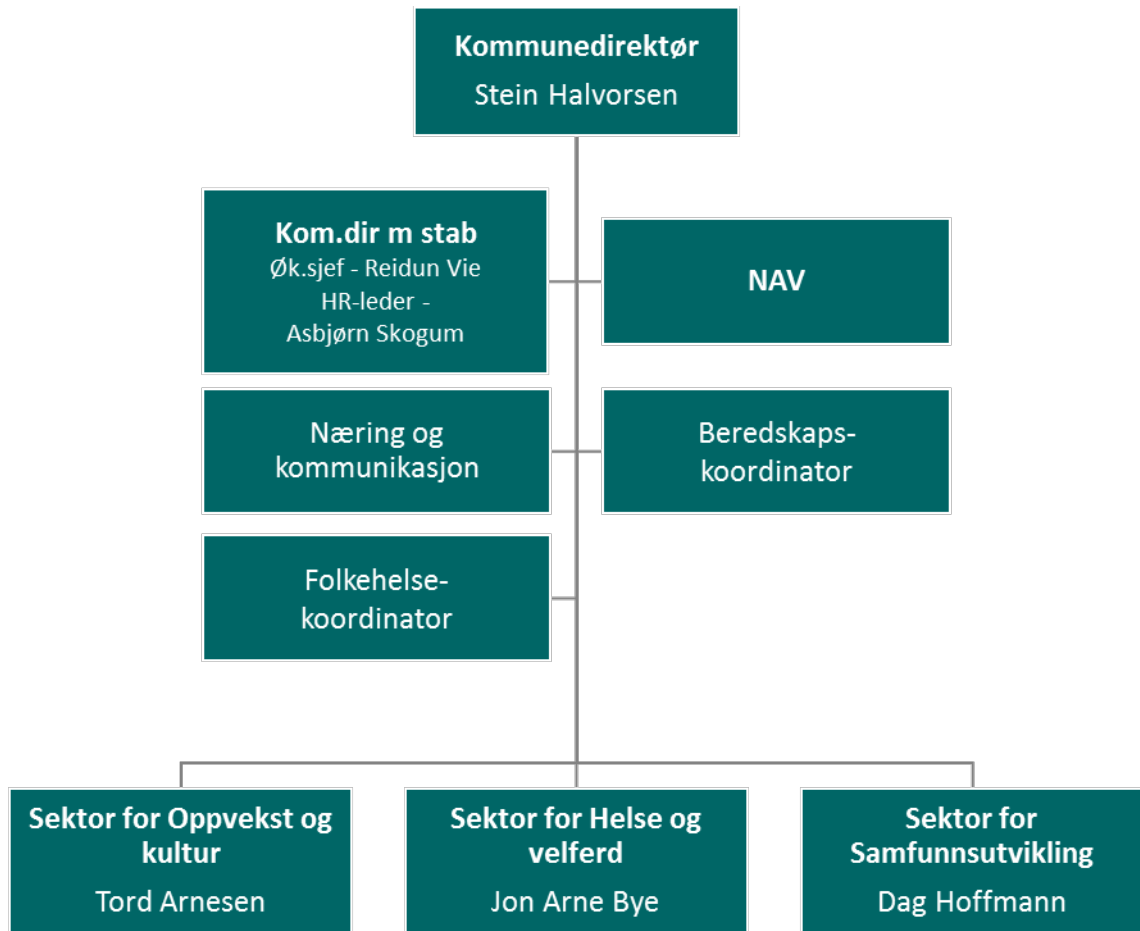 Kommunedirektør
Stein Halvorsen
Kom.dir m stab
Øk.sjef - Reidun Vie
HR-leder -
Asbjørn Skogum
NAV
Næring og
kommunikasjon
Beredskaps-
koordinator
Folkehelse-
koordinator
Sektor for Oppvekst og
kultur
Tord Arnesen
Sektor for Helse og
velferd
Jon Arne Bye
Sektor for
Samfunnsutvikling
Dag Hoffmann